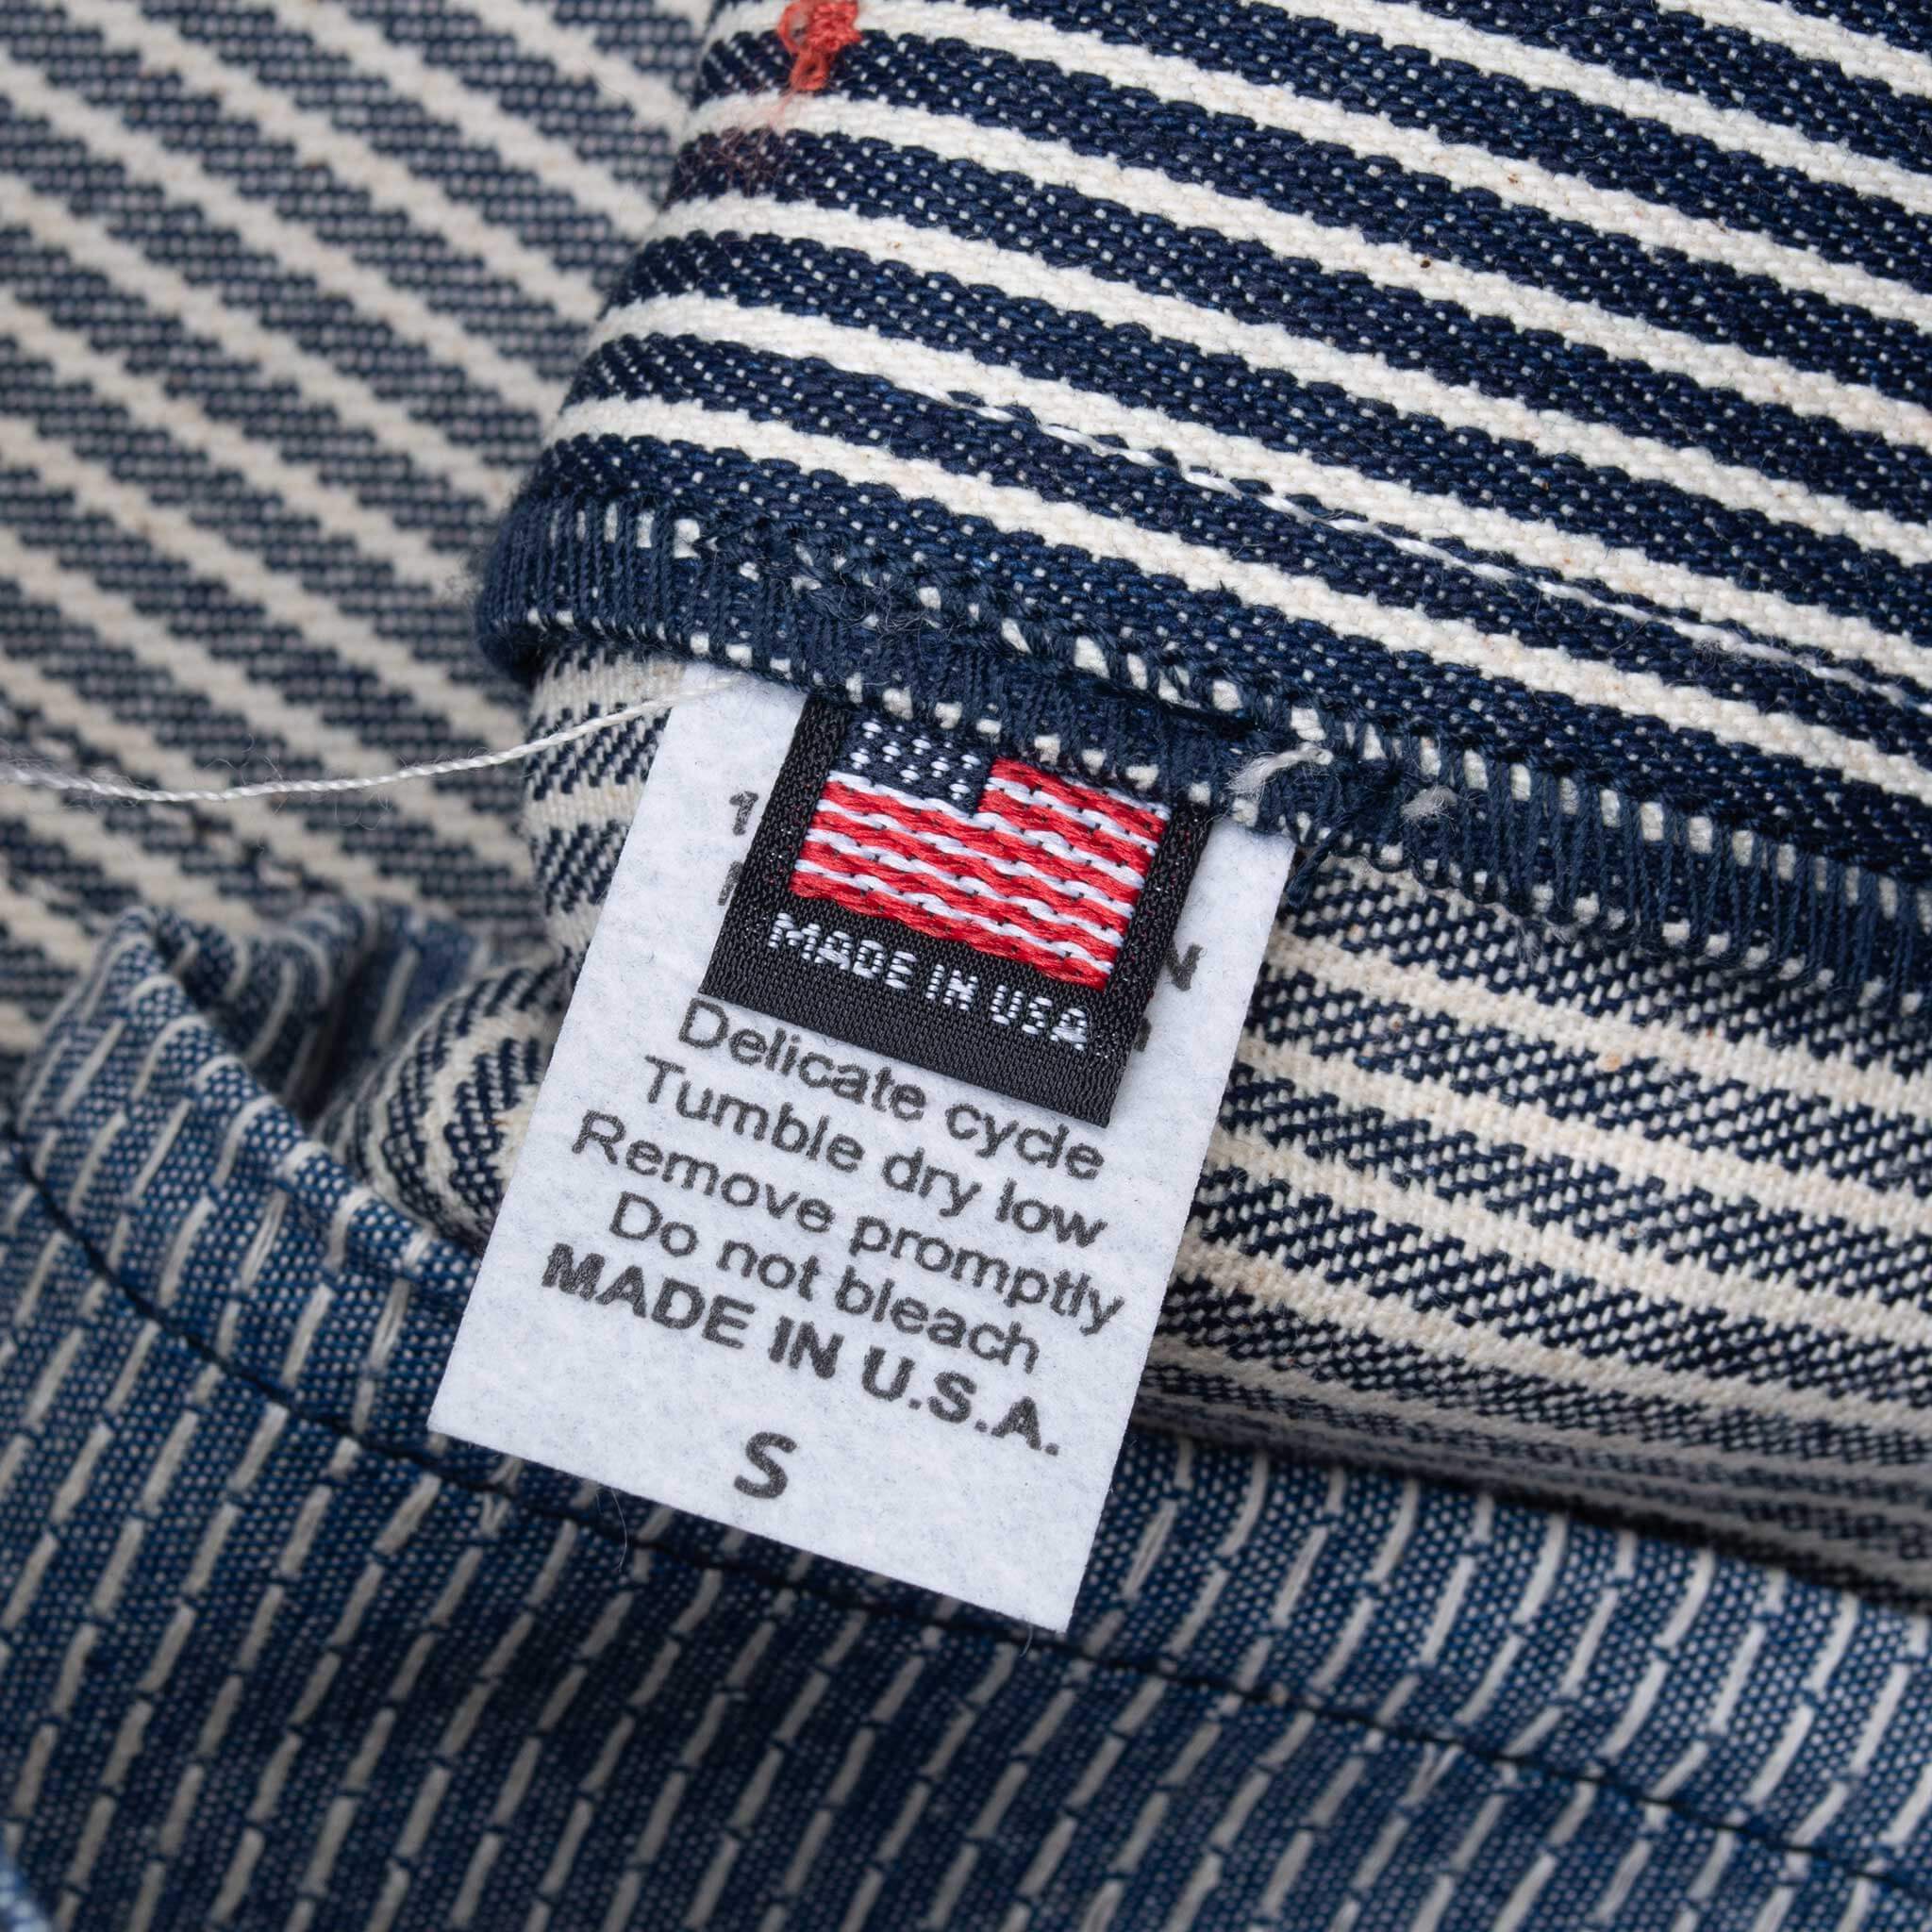 MADE IN USA
Delicate cycle
Tumble dry low
Remove promptly
Do not bleach
MADE IN U.S.A.
S